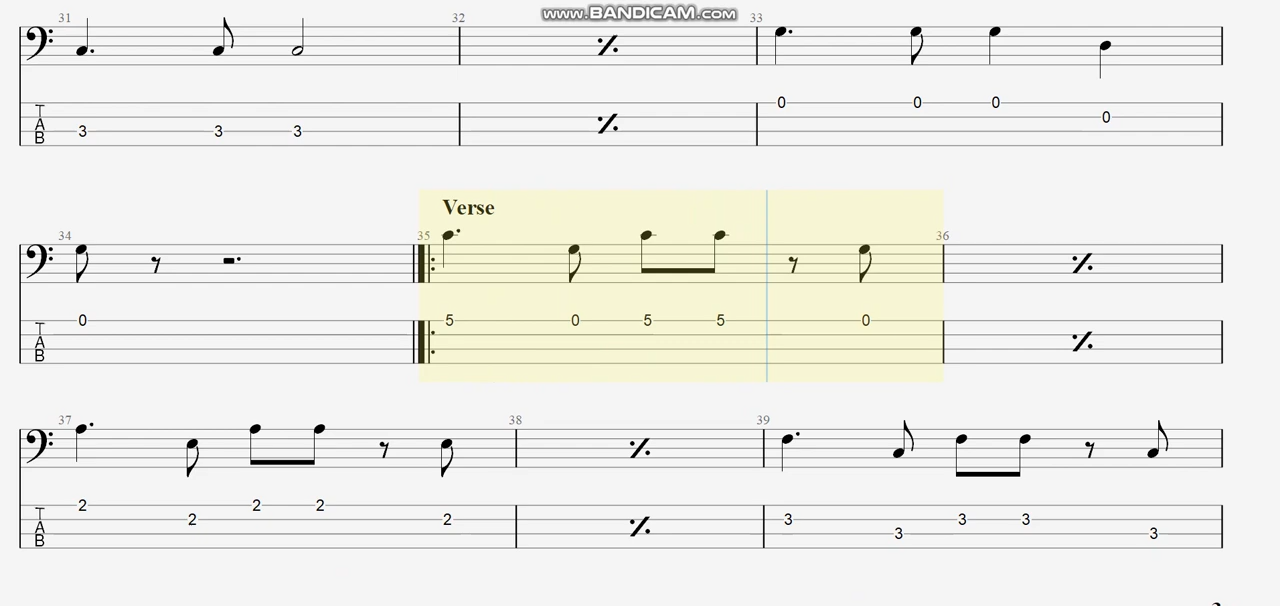 www.BANDICAM.com
31 32 33
0 0 0
0
3 3 3
T
A
B
Verse
34 35 36
0 5 0 5 5 0
T
A
B
37 38 39
2 2 2
2 2 3 3 3
3 3
T
A
B